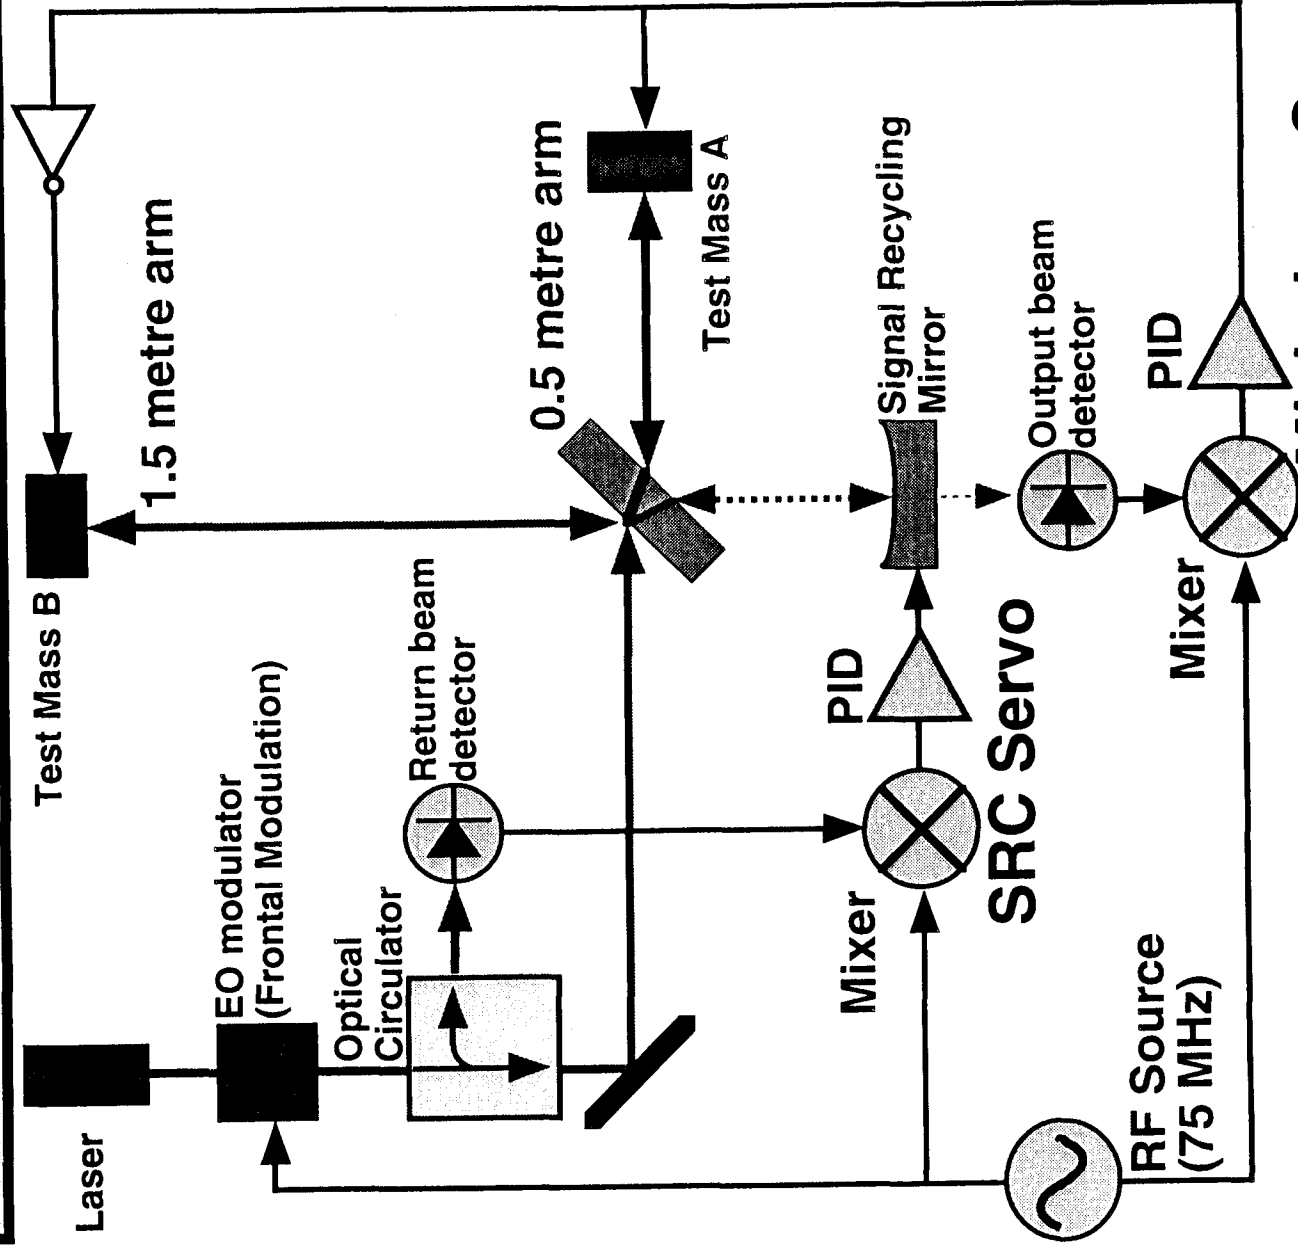 Laser
Test Mass B
1.5 metre arm
EO modulator
(Frontal Modulation)
Optical
Circulator
Return beam
detector
0.5 metre arm
Test Mass A
Signal Recycling
Mirror
PID
Mixer
SRC Servo
Output beam
detector
PID
Mixer
RF Source
(75 MHz)